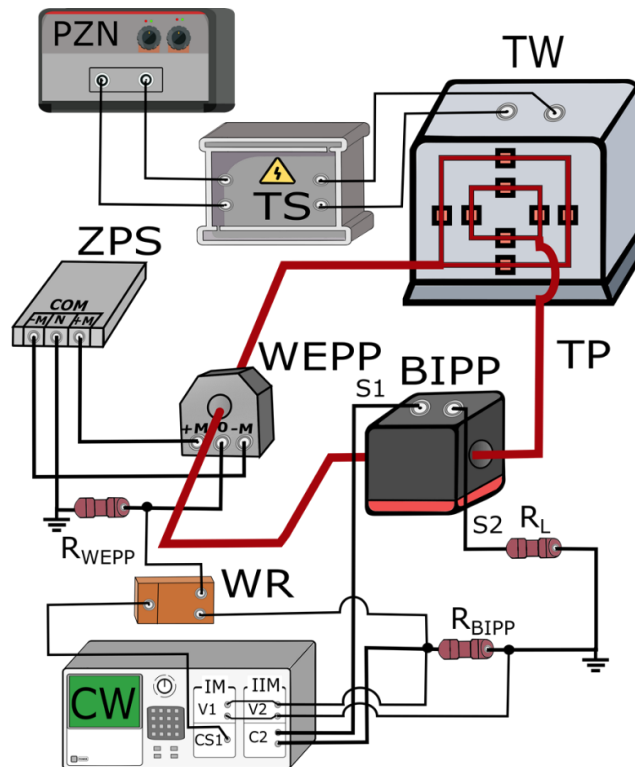 PZN
TW
TS
ZPS
COM
-M N +M
WEPP
+M O -M
BIPP
TP
S1
S2
R_L
R_WEPP
WR
R_BIPP
CW
IM IIM
V1 V2
CS1 C2